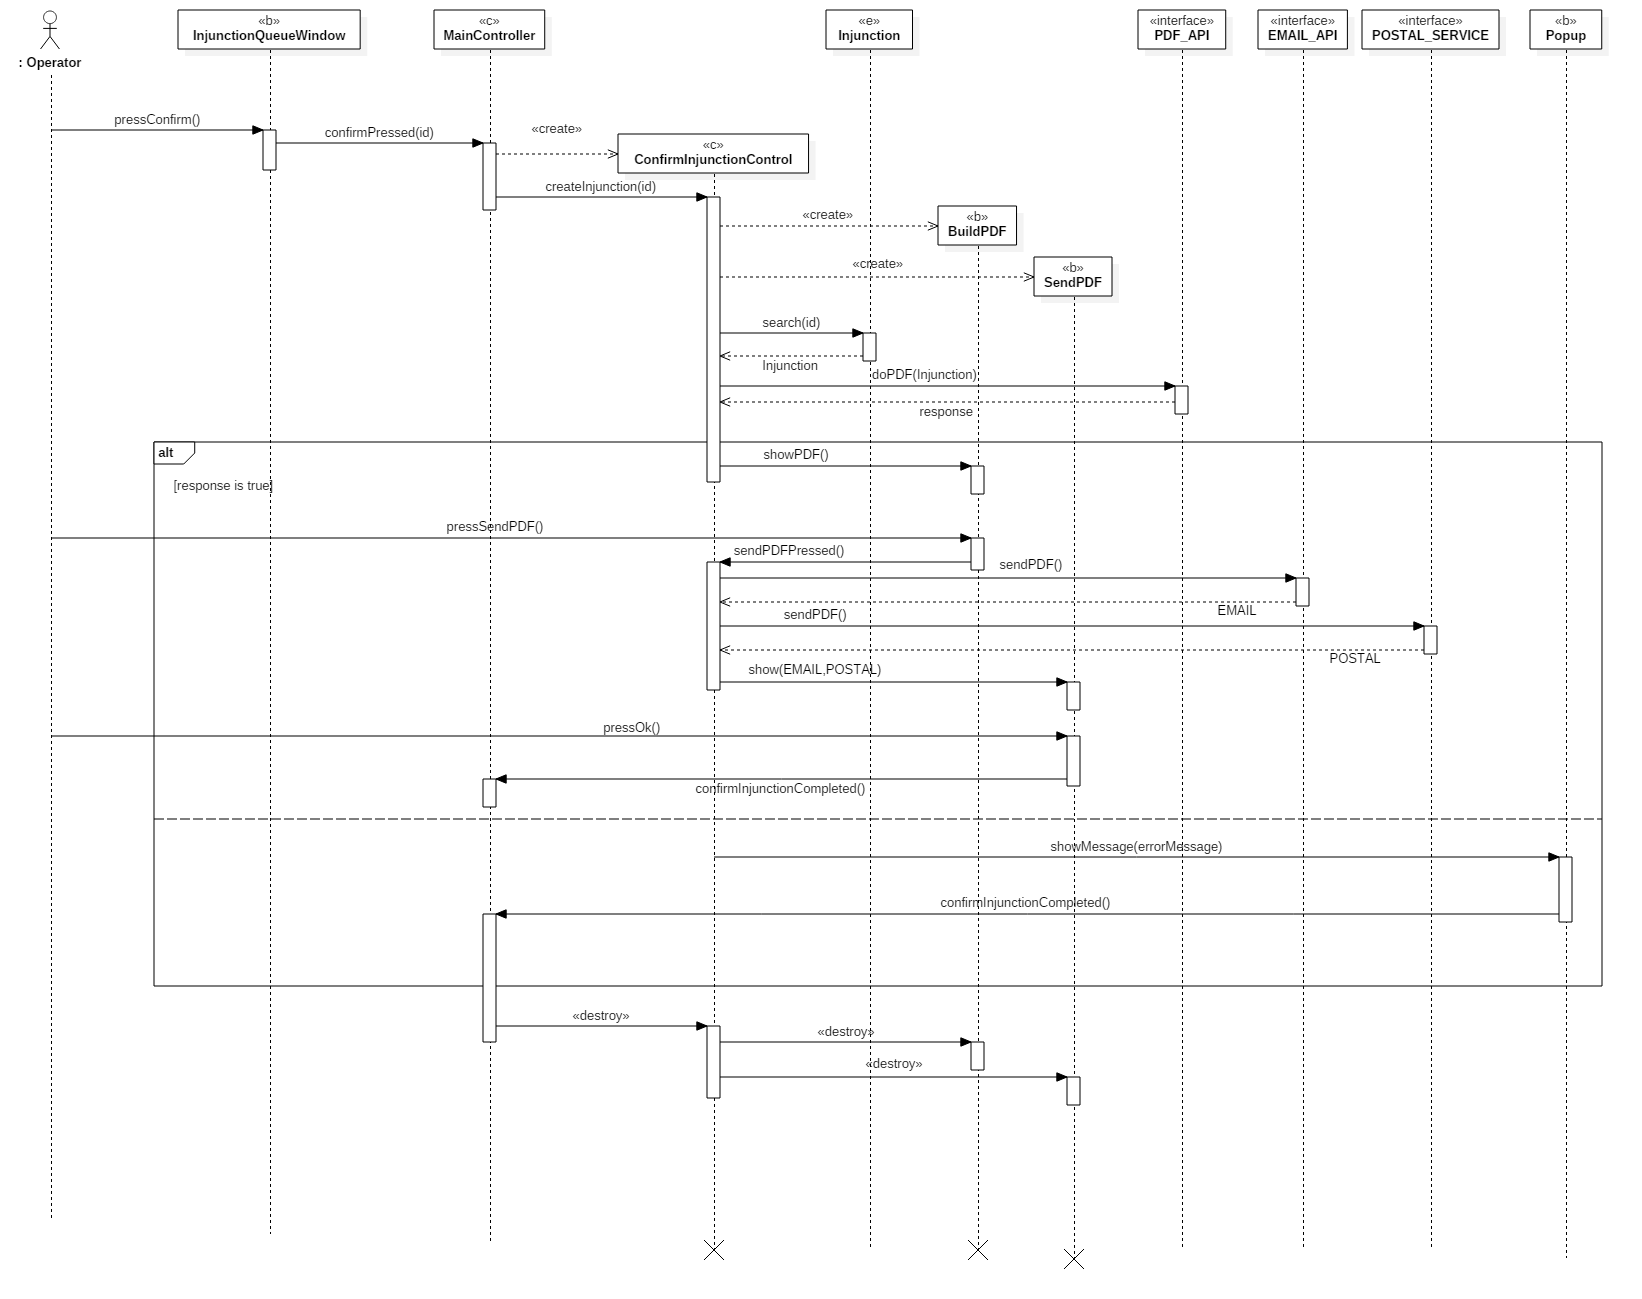 «b»
InjunctionQueueWindow
«c»
MainController
«e»
Injunction
«interface»
PDF_API
«interface»
EMAIL_API
«interface»
POSTAL_SERVICE
«b»
Popup
: Operator
pressConfirm()
confirmPressed(id)
«create»
«c»
ConfirmInjunctionControl
createInjunction(id)
«create»
«b»
BuildPDF
«create»
«b»
SendPDF
search(id)
Injunction
doPDF(Injunction)
response
alt
showPDF()
[response is true]
pressSendPDF()
sendPDFPressed()
sendPDF()
EMAIL
sendPDF()
POSTAL
show(EMAIL,POSTAL)
pressOk()
confirmInjunctionCompleted()
showMessage(errorMessage)
confirmInjunctionCompleted()
«destroy»
«destroy»
«destroy»